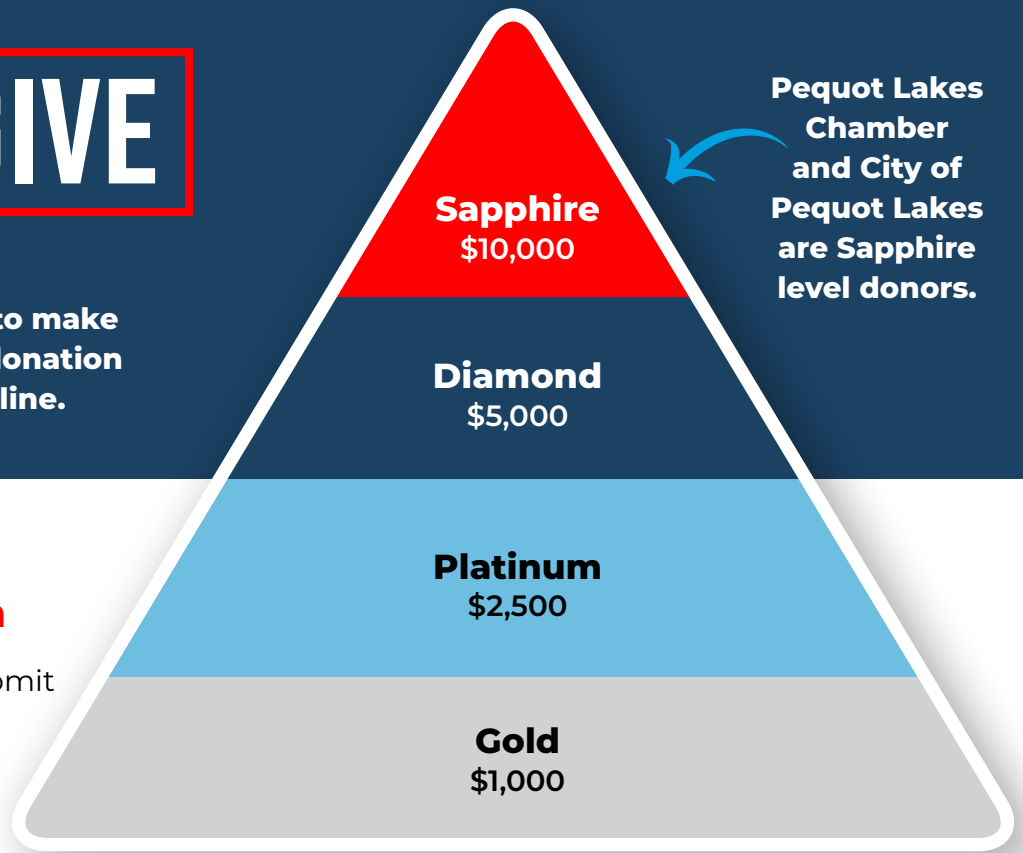 GIVE
to make
donation
line.
omit
Sapphire
$10,000
Diamond
$5,000
Platinum
$2,500
Gold
$1,000
Pequot Lakes
Chamber
and City of
Pequot Lakes
are Sapphire
level donors.